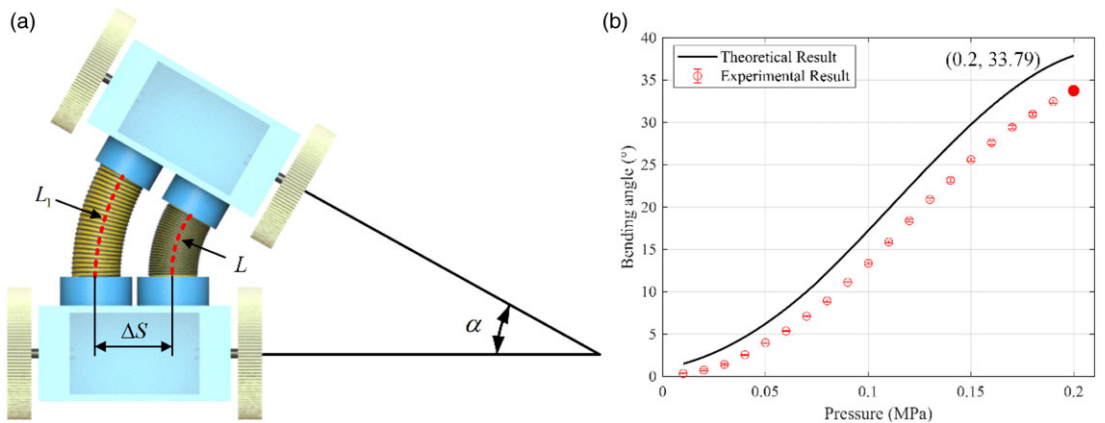 (a)
L₁
L
ΔS
α
(b)
40
35
30
25
20
15
10
5
0
Bending angle (°)
Theoretical Result
Experimental Result
(0.2, 33.79)
0
0.05
0.1
0.15
0.2
Pressure (MPa)